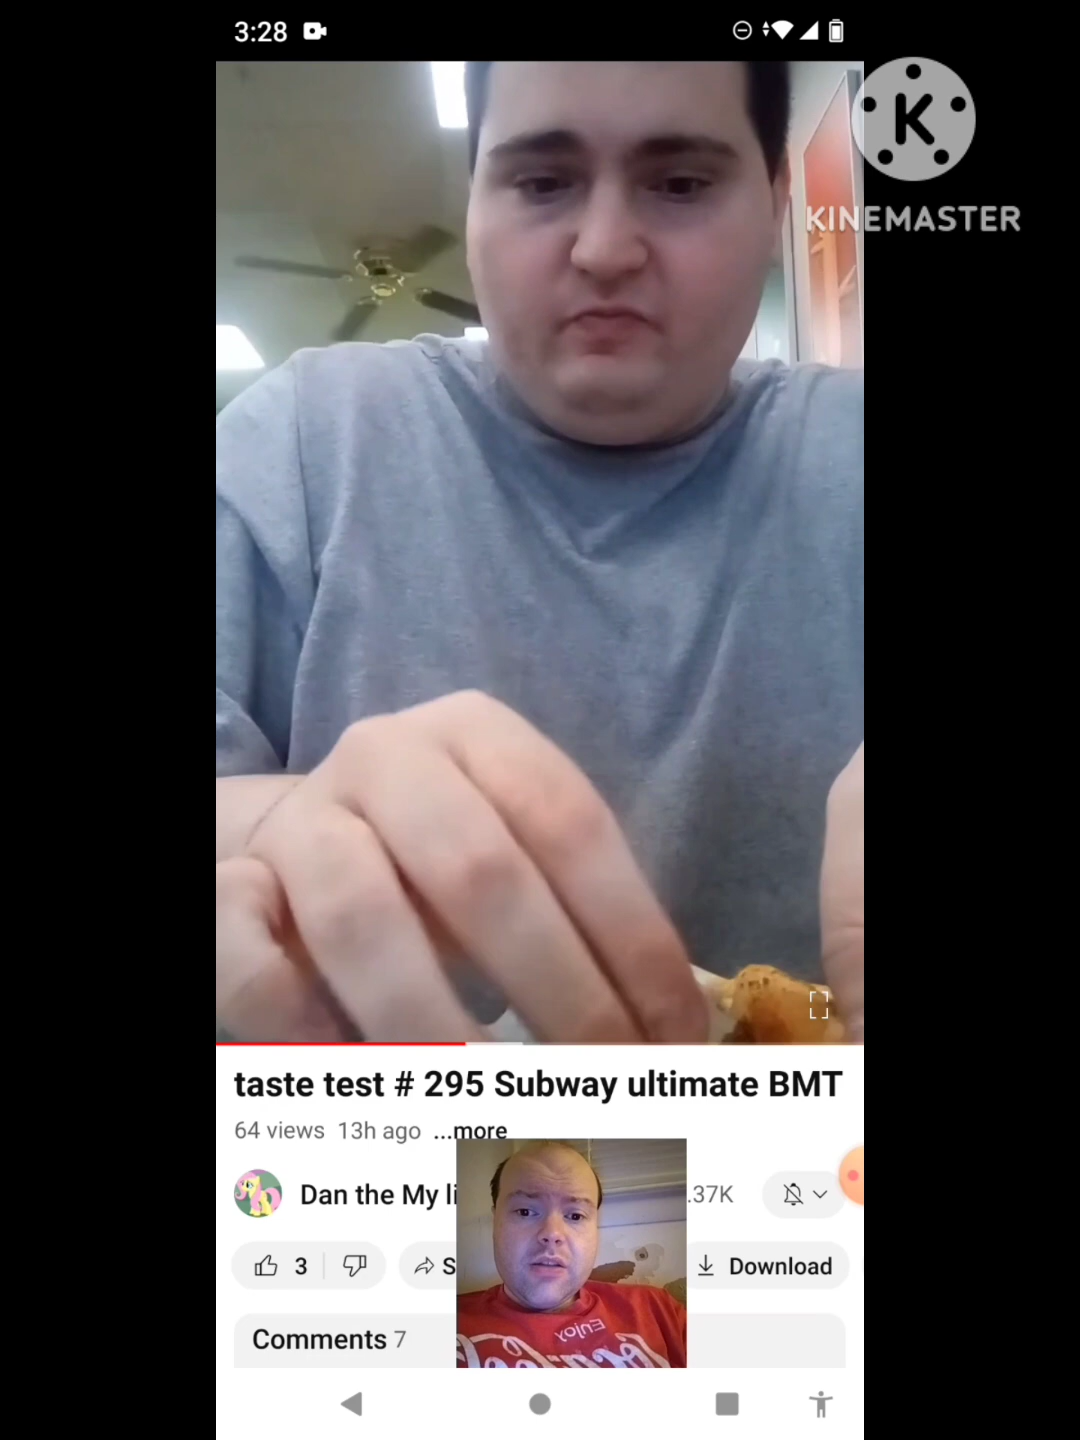 3:28
K
KINEMASTER
taste test # 295 Subway ultimate BMT
64 views 13h ago ...more
Dan the My li
.37K
3
S
Download
Enjoy
Comments 7